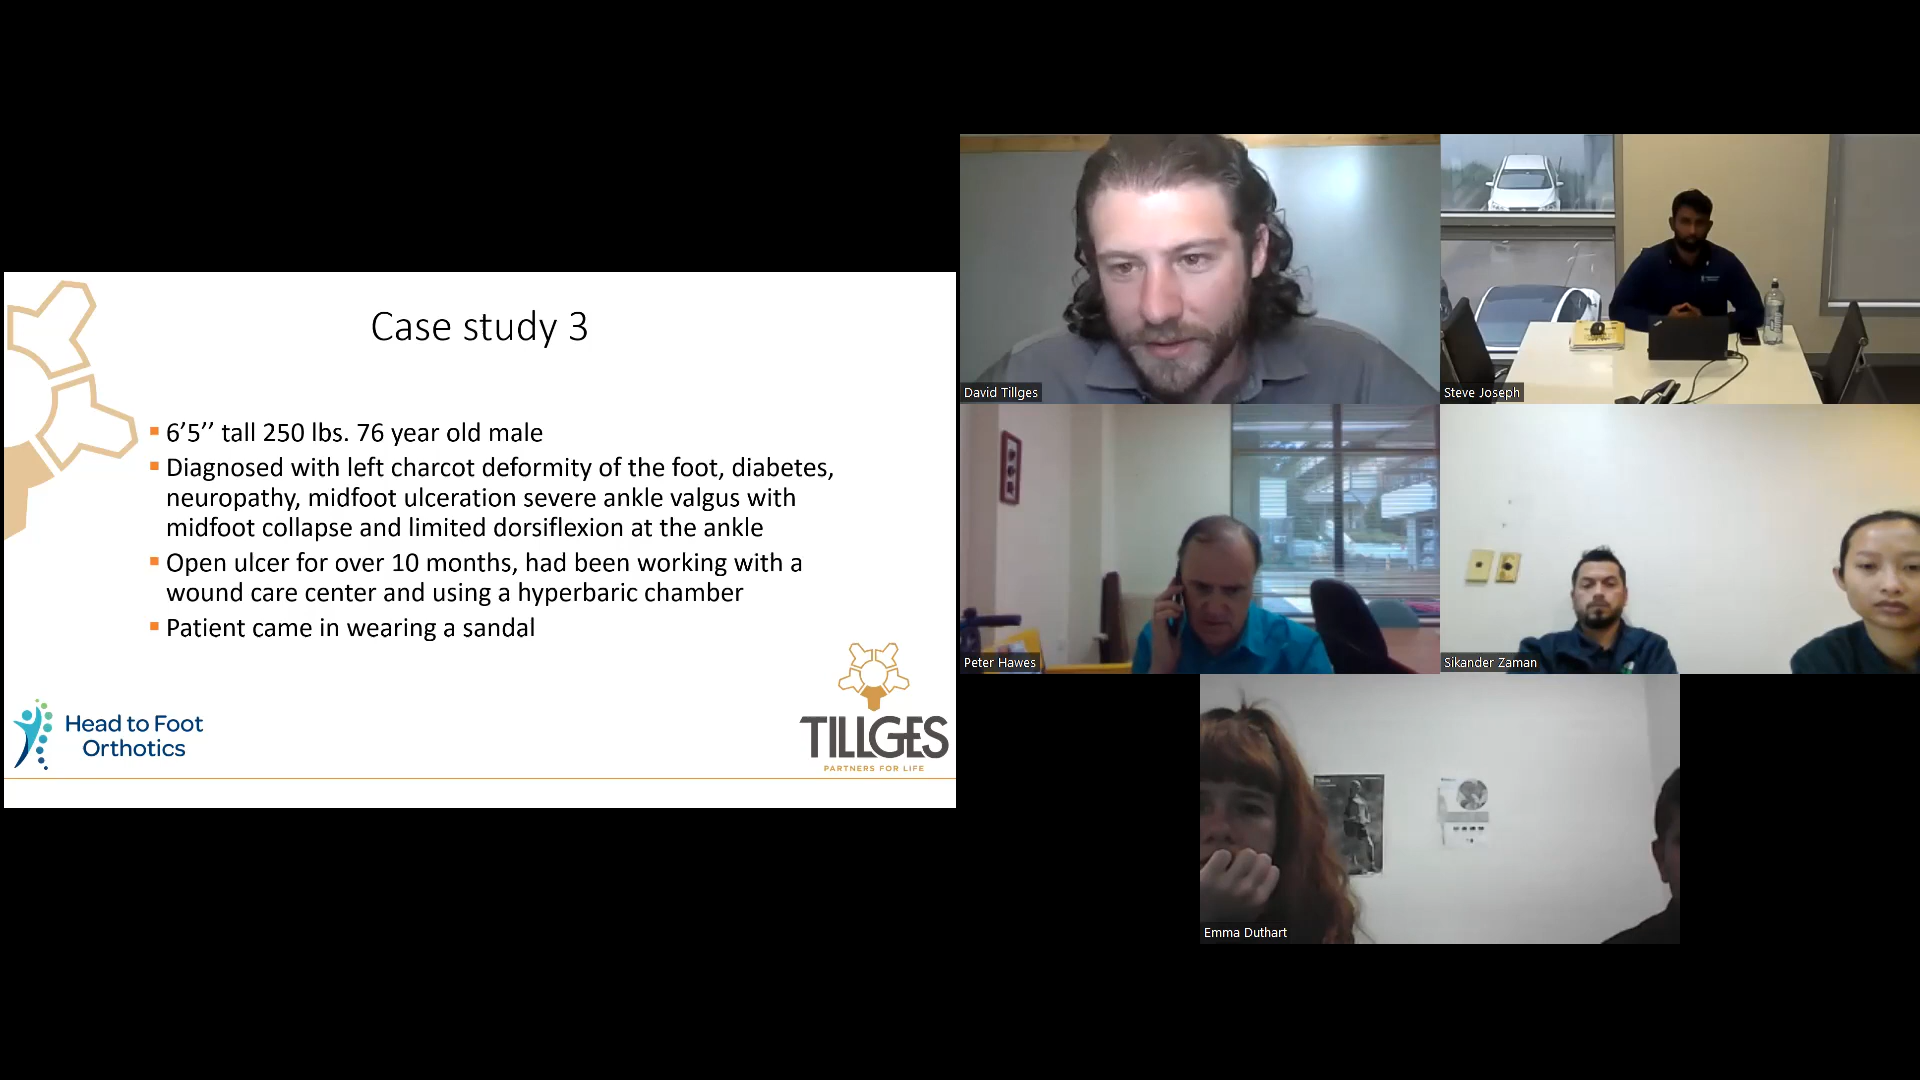 Case study 3
▪ 6’5’’ tall 250 lbs. 76 year old male
▪ Diagnosed with left charcot deformity of the foot, diabetes,
neuropathy, midfoot ulceration severe ankle valgus with
midfoot collapse and limited dorsiflexion at the ankle
▪ Open ulcer for over 10 months, had been working with a
wound care center and using a hyperbaric chamber
▪ Patient came in wearing a sandal
Head to Foot
Orthotics
TILLGES
PARTNERS FOR LIFE
David Tillges
Steve Joseph
Peter Hawes
Sikander Zaman
Emma Duthart